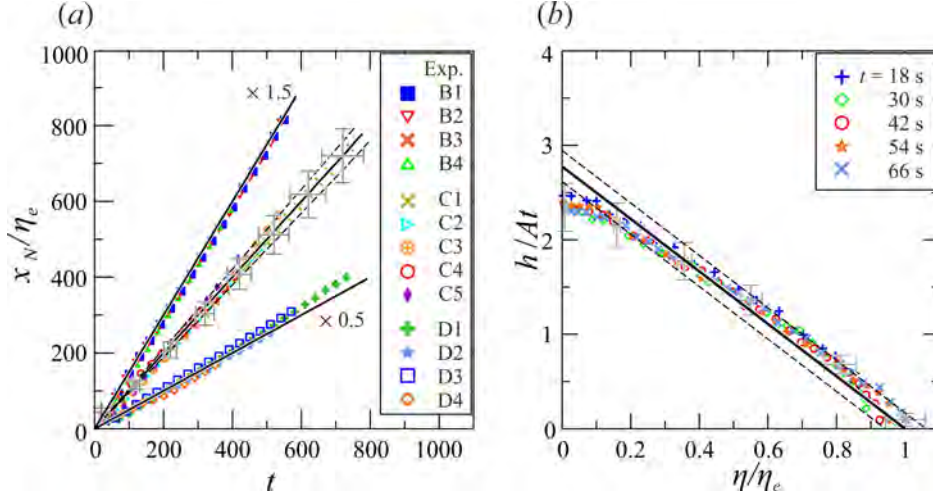 (a)
1000
800
600
400
200
0
x_N/η_e
0 200 400 600 800 1000
t
× 1.5
× 0.5
Exp.
B1
B2
B3
B4
C1
C2
C3
C4
C5
D1
D2
D3
D4
(b)
4
3
2
1
0
h/At
0 0.2 0.4 0.6 0.8 1
η/η_e
t = 18 s
30 s
42 s
54 s
66 s